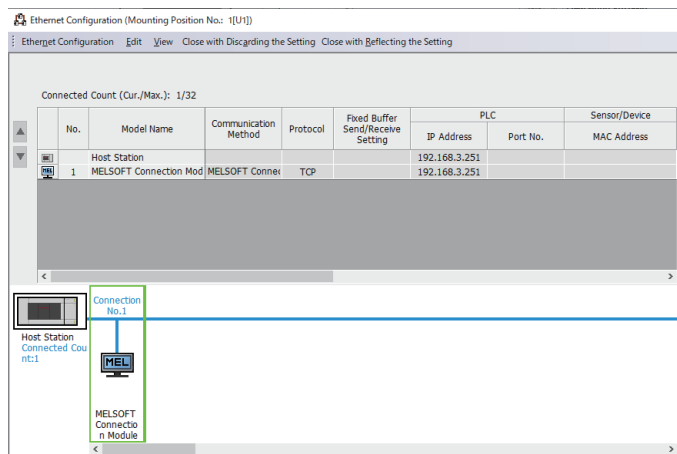 Ethernet Configuration (Mounting Position No.: 1[U1])
Ethernet Configuration Edit View Close with Discarding the Setting Close with Reflecting the Setting
Connected Count (Cur./Max.): 1/32
No. Model Name Communication Method Protocol Fixed Buffer Send/Receive Setting PLC Sensor/Device
IP Address Port No. MAC Address
Host Station 192.168.3.251
1 MELSOFT Connection Mod MELSOFT Connec TCP 192.168.3.251
Connection
No.1
Host Station
Connected Cou
nt:1
MEL
MELSOFT
Connectio
n Module